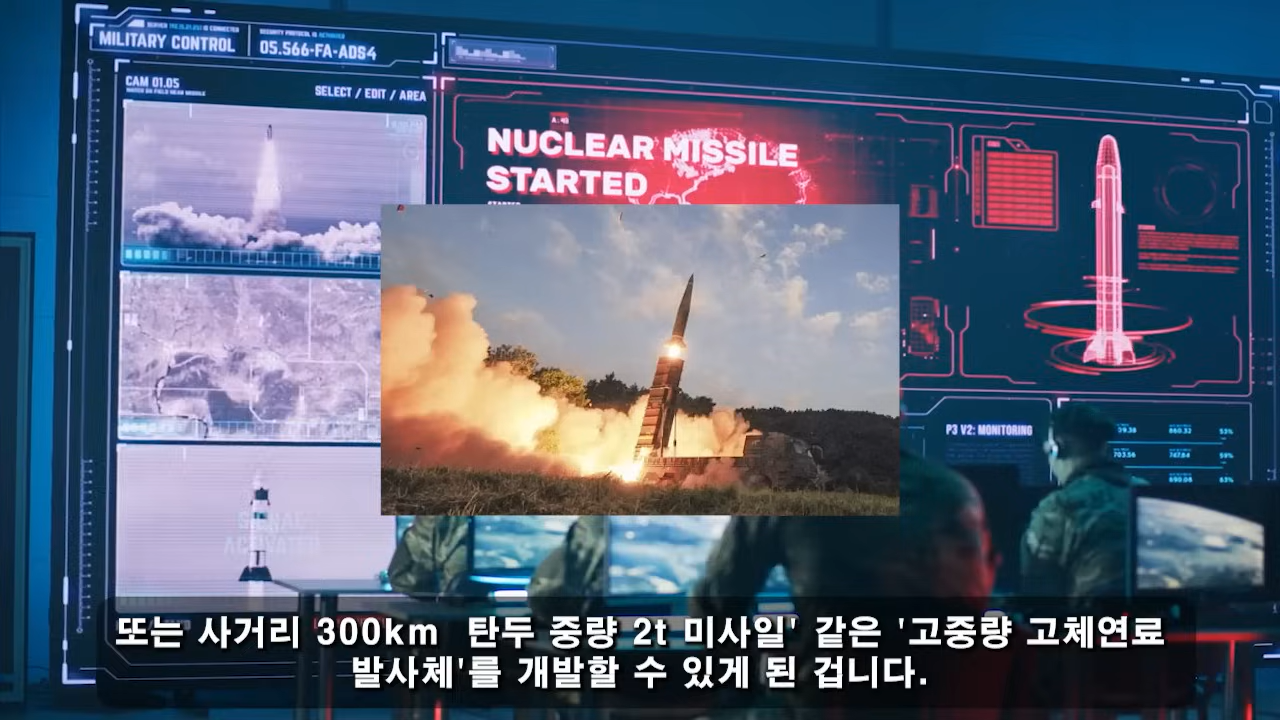 MILITARY CONTROL
05.566-FA-ADS4
CAM 01.05
SELECT / EDIT / AREA
NUCLEAR MISSILE
STARTED
P3 V2: MONITORING
또는 사거리 300km 탄두 중량 2t 미사일' 같은 '고중량 고체연료
발사체'를 개발할 수 있게 된 겁니다.